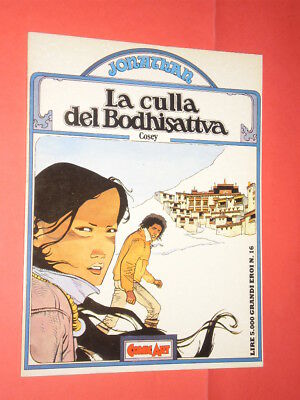 JONATHAN
La culla
del Bodhisattva
Cosey
LIRE 5.000 GRANDI EROI N. 16
COMIC ART